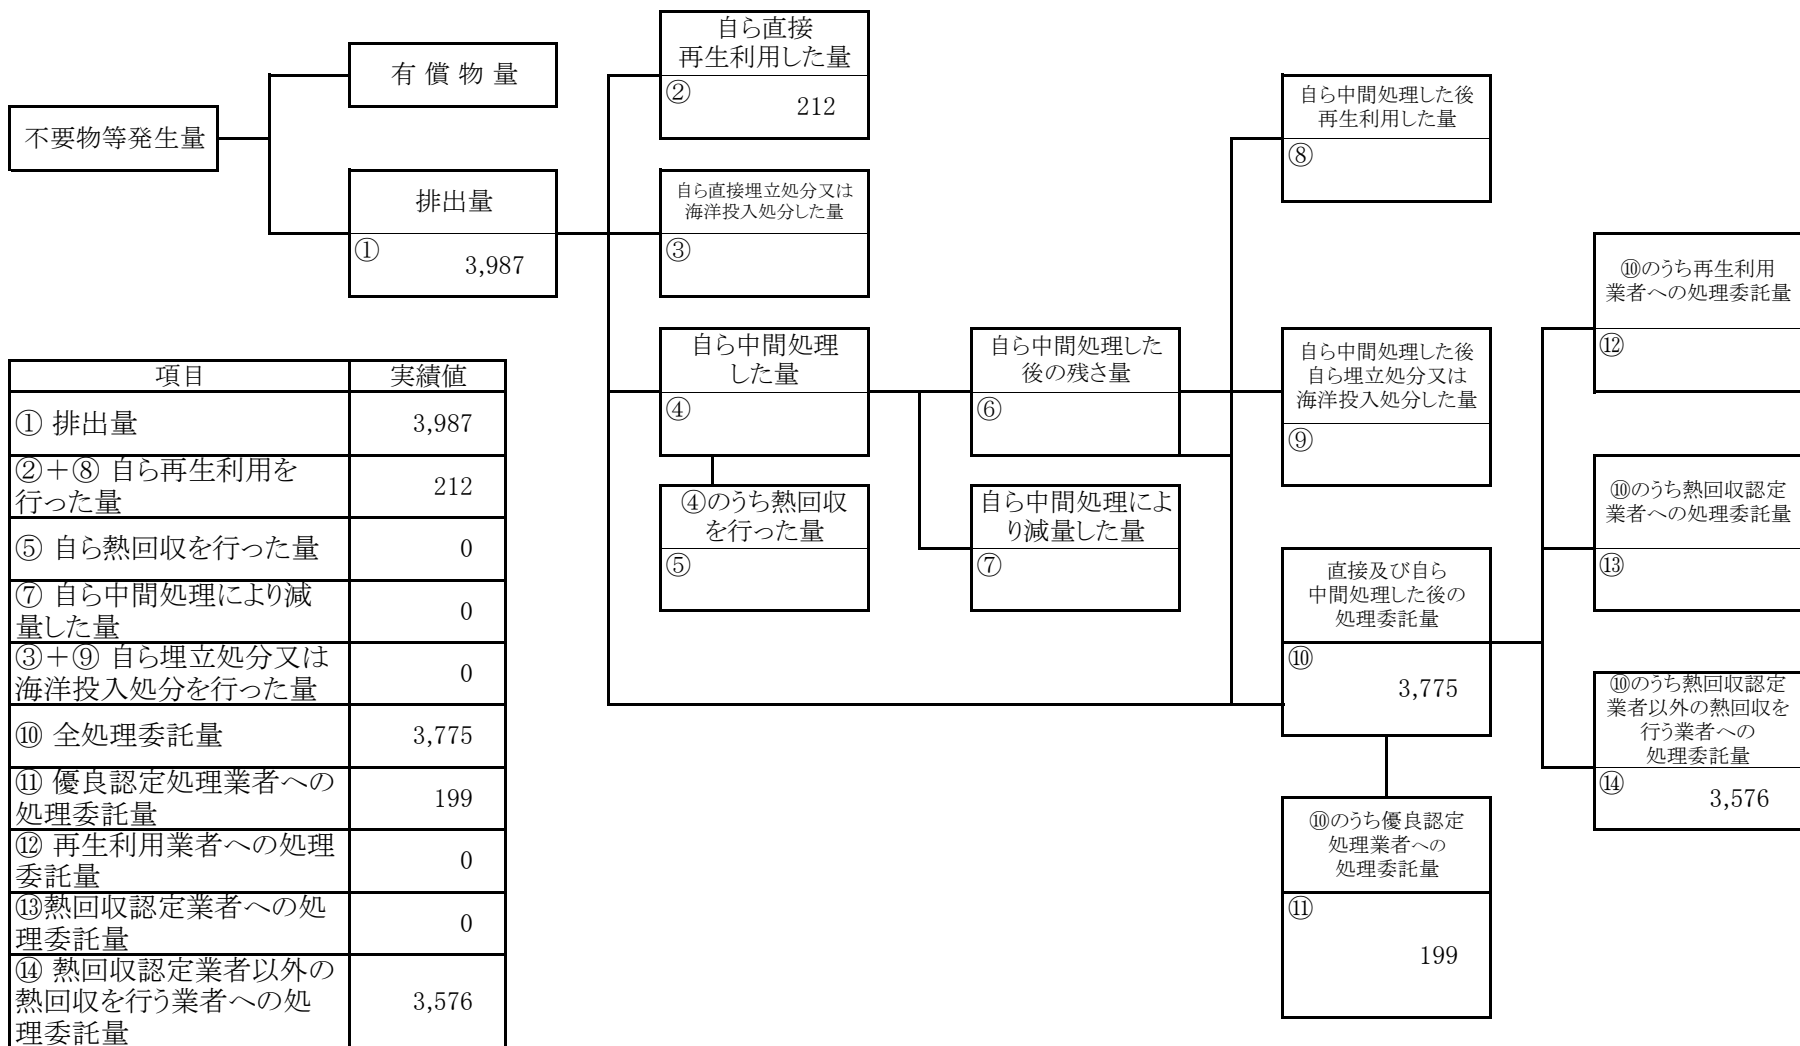 不要物等発生量
有 償 物 量
排出量
①
3,987
自ら直接
再生利用した量
②
212
自ら直接埋立処分又は
海洋投入処分した量
③
自ら中間処理
した量
④
④のうち熱回収
を行った量
⑤
自ら中間処理した
後の残さ量
⑥
自ら中間処理によ
り減量した量
⑦
自ら中間処理した後
再生利用した量
⑧
自ら中間処理した後
自ら埋立処分又は
海洋投入処分した量
⑨
直接及び自ら
中間処理した後の
処理委託量
⑩
3,775
⑩のうち優良認定
処理業者への
処理委託量
⑪
199
⑩のうち再生利用
業者への処理委託量
⑫
⑩のうち熱回収認定
業者への処理委託量
⑬
⑩のうち熱回収認定
業者以外の熱回収を
行う業者への
処理委託量
⑭
3,576
項目 実績値
① 排出量 3,987
②＋⑧ 自ら再生利用を
行った量 212
⑤ 自ら熱回収を行った量 0
⑦ 自ら中間処理により減
量した量 0
③＋⑨ 自ら埋立処分又は
海洋投入処分を行った量 0
⑩ 全処理委託量 3,775
⑪ 優良認定処理業者への
処理委託量 199
⑫ 再生利用業者への処理
委託量 0
⑬熱回収認定業者への処
理委託量 0
⑭ 熱回収認定業者以外の
熱回収を行う業者への処
理委託量 3,576